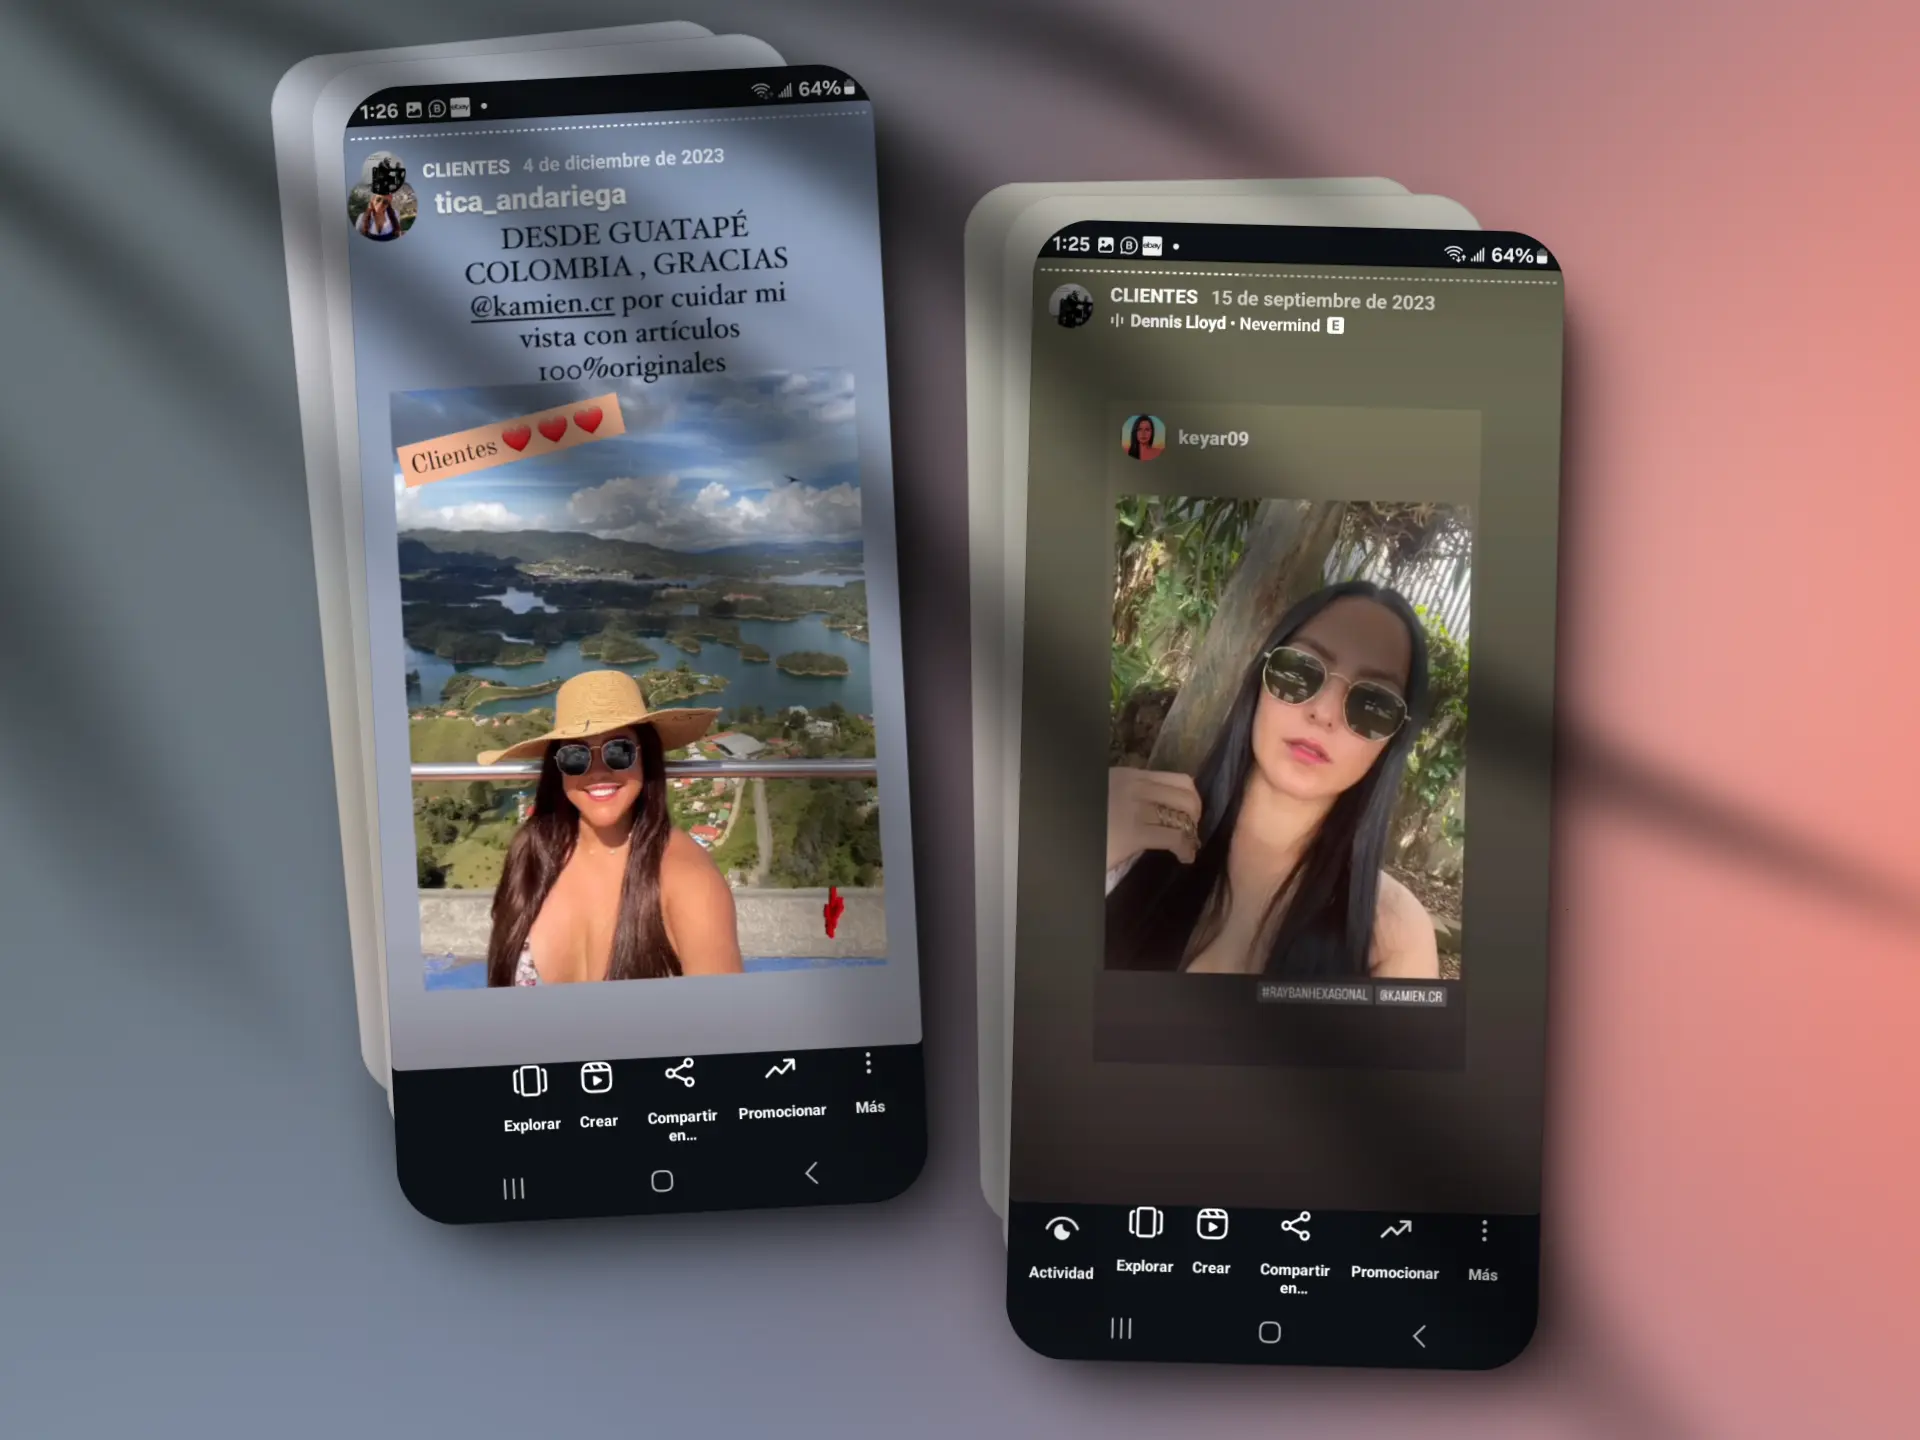 1:26 B ebay 64%
CLIENTES 4 de diciembre de 2023
tica_andariega
DESDE GUATAPÉ
COLOMBIA , GRACIAS
@kamien.cr por cuidar mi
vista con artículos
100%originales
Clientes
Explorar Crear Compartir en... Promocionar Más
1:25 B ebay 64%
CLIENTES 15 de septiembre de 2023
Dennis Lloyd • Nevermind E
keyar09
#RAYBANHEXAGONAL @KAMIEN.CR
Actividad Explorar Crear Compartir en... Promocionar Más